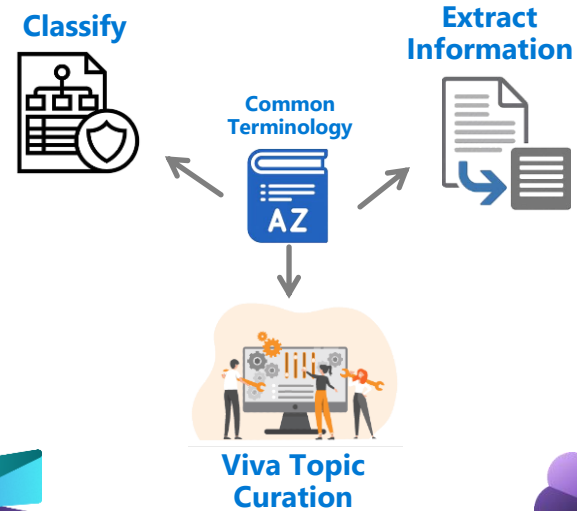 Classify
Extract
Information
Common
Terminology
AZ
Viva Topic
Curation